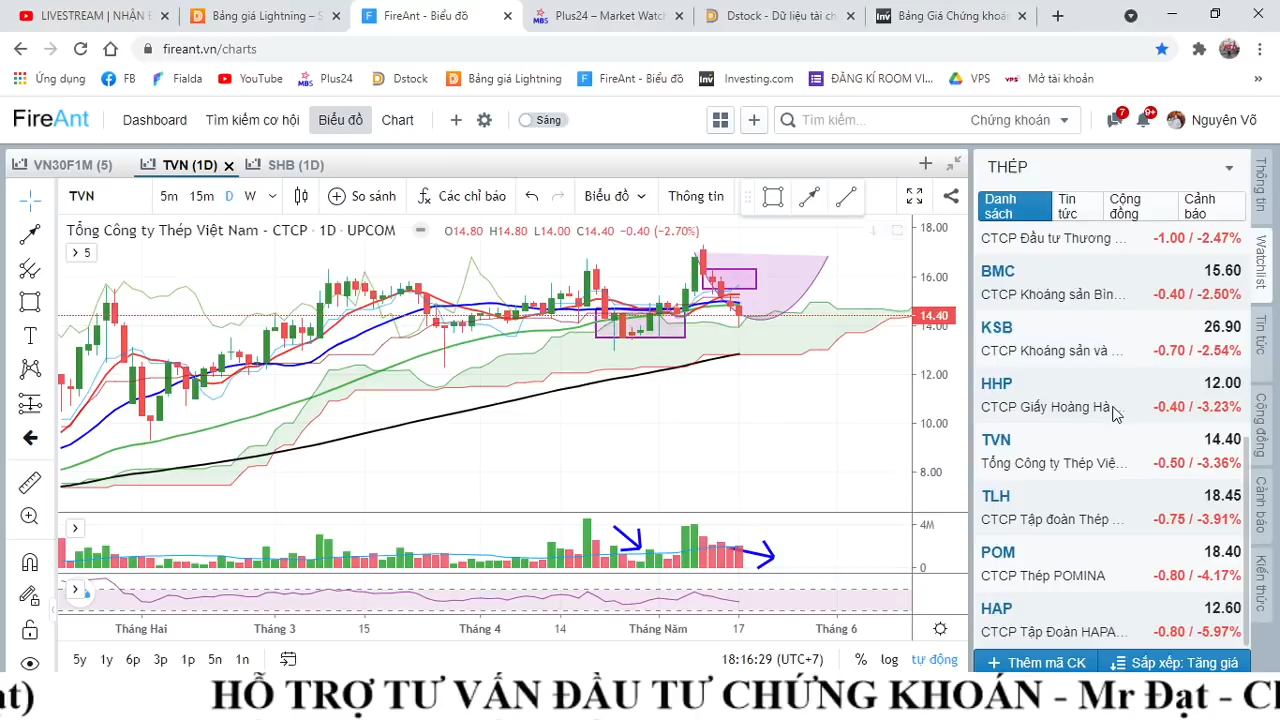 LIVESTREAM | NHẬN Đ
Bảng giá Lightning – S
FireAnt - Biểu đồ
Plus24 – Market Watc
Dstock - Dữ liệu tài ch
Bảng Giá Chứng khoá
fireant.vn/charts
Ứng dụng
FB
Fialda
YouTube
Plus24
Dstock
Bảng giá Lightning
FireAnt - Biểu đồ
Investing.com
ĐĂNG KÍ ROOM VI...
VPS
Mở tài khoản
FireAnt
Dashboard
Tìm kiếm cơ hội
Biểu đồ
Chart
Sáng
Tìm kiếm...
Chứng khoán
7
9+
Nguyên Võ
VN30F1M (5)
TVN (1D)
SHB (1D)
THÉP
TVN
5m 15m D W
So sánh
Các chỉ báo
Biểu đồ
Thông tin
Danh sách
Tin tức
Cộng đồng
Cảnh báo
Tổng Công ty Thép Việt Nam - CTCP · 1D · UPCOM
O14.80 H14.80 L14.00 C14.40 −0.40 (−2.70%)
5
18.00
16.00
14.40
14.00
12.00
10.00
8.00
4M
0
CTCP Đầu tư Thương ... -1.00 / -2.47%
BMC 15.60
CTCP Khoáng sản Bìn... -0.40 / -2.50%
KSB 26.90
CTCP Khoáng sản và ... -0.70 / -2.54%
HHP 12.00
CTCP Giấy Hoàng Hà -0.40 / -3.23%
TVN 14.40
Tổng Công ty Thép Việ... -0.50 / -3.36%
TLH 18.45
CTCP Tập đoàn Thép ... -0.75 / -3.91%
POM 18.40
CTCP Thép POMINA -0.80 / -4.17%
HAP 12.60
CTCP Tập Đoàn HAPA... -0.80 / -5.97%
Thêm mã CK
Sắp xếp: Tăng giá
Thông tin
Watchlist
Tin tức
Cộng đồng
Cảnh báo
Kiến thức
Tháng Hai
Tháng 3
15
Tháng 4
14
Tháng Năm
17
Tháng 6
5y 1y 6p 3p 1p 5n 1n
18:16:29 (UTC+7)
% log tự động
ạt) HỖ TRỢ TƯ VẤN ĐẦU TƯ CHỨNG KHOÁN - Mr Đạt - C